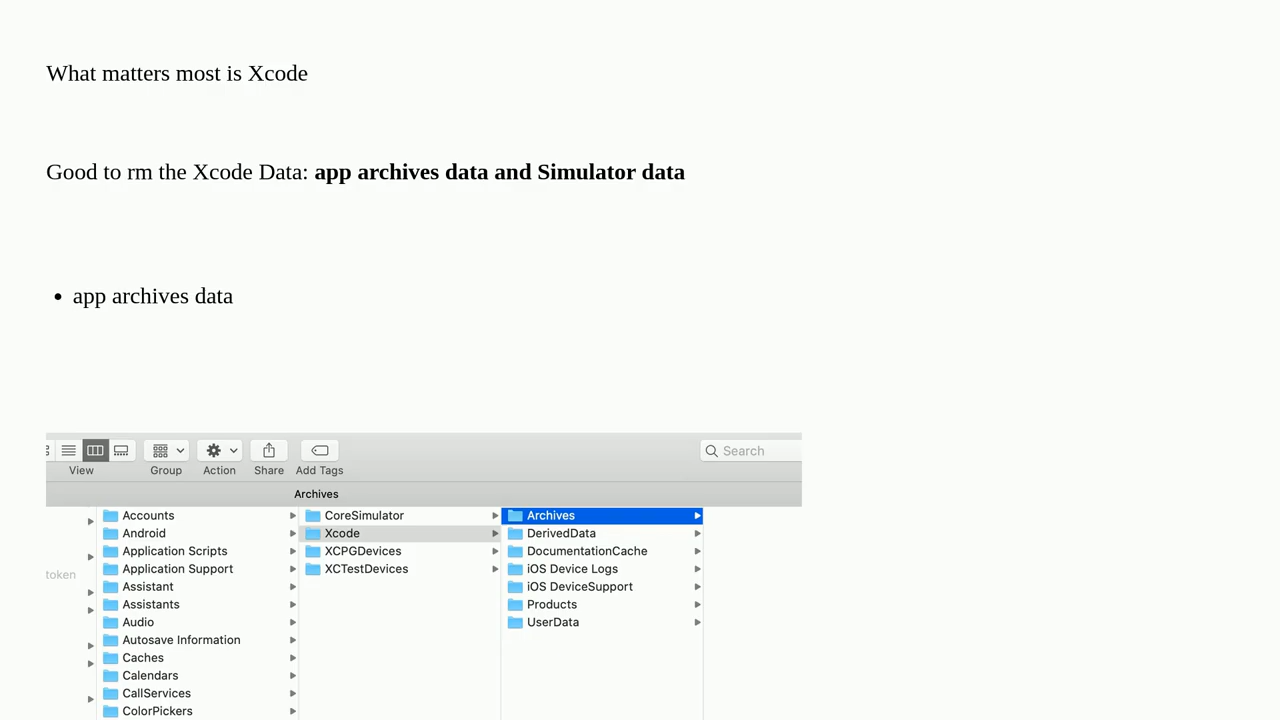 What matters most is Xcode
Good to rm the Xcode Data: app archives data and Simulator data
• app archives data
View Group Action Share Add Tags
Search
Archives
Accounts CoreSimulator Archives
Android Xcode DerivedData
Application Scripts XCPGDevices DocumentationCache
token Application Support XCTestDevices iOS Device Logs
Assistant iOS DeviceSupport
Assistants Products
Audio UserData
Autosave Information
Caches
Calendars
CallServices
ColorPickers